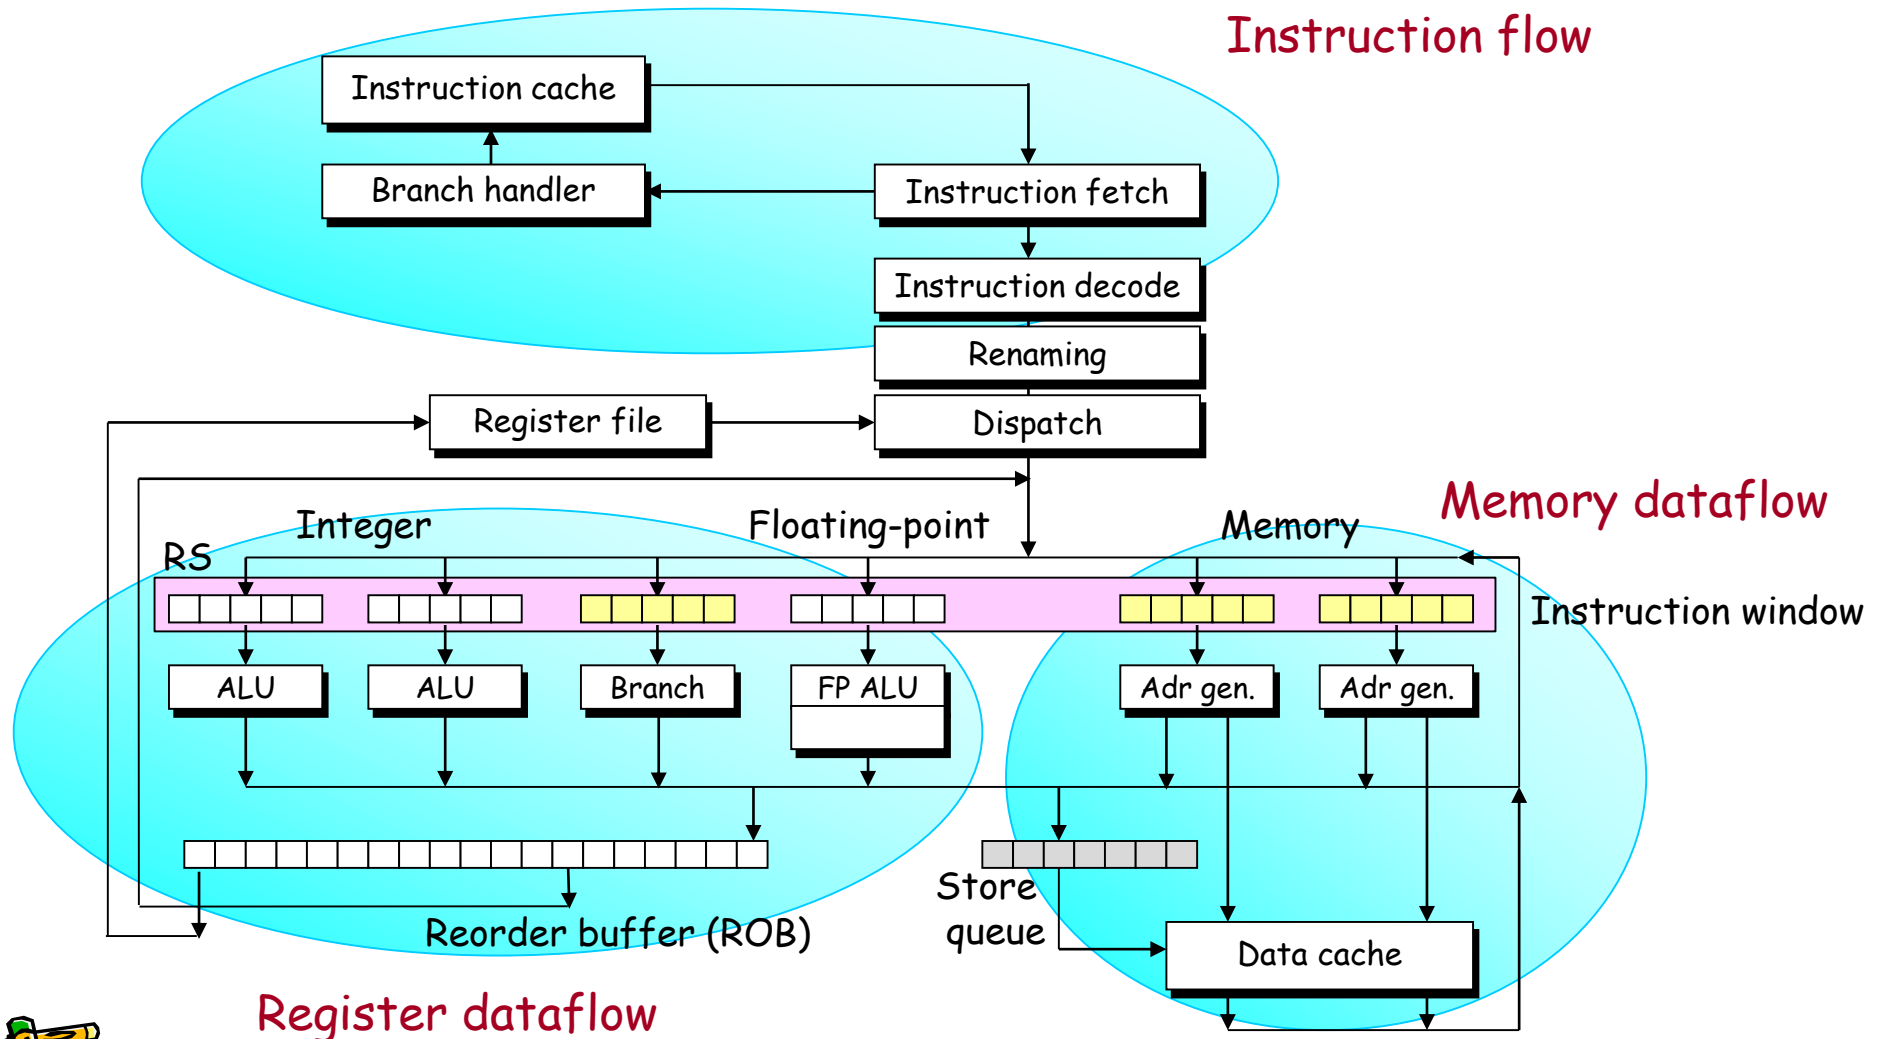 Instruction flow
Instruction cache
Branch handler
Instruction fetch
Instruction decode
Renaming
Register file
Dispatch
Memory dataflow
Integer
Floating-point
Memory
RS
Instruction window
ALU
ALU
Branch
FP ALU
Adr gen.
Adr gen.
Store
queue
Reorder buffer (ROB)
Data cache
Register dataflow